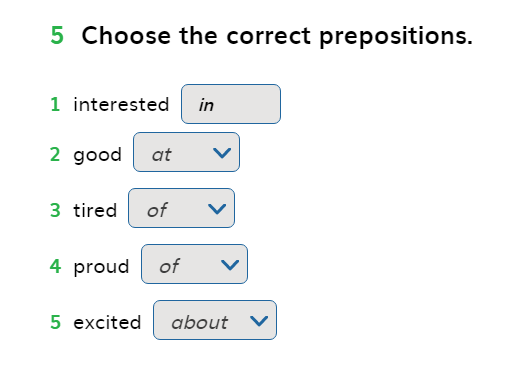 5 Choose the correct prepositions.
1 interested in
2 good at
3 tired of
4 proud of
5 excited about